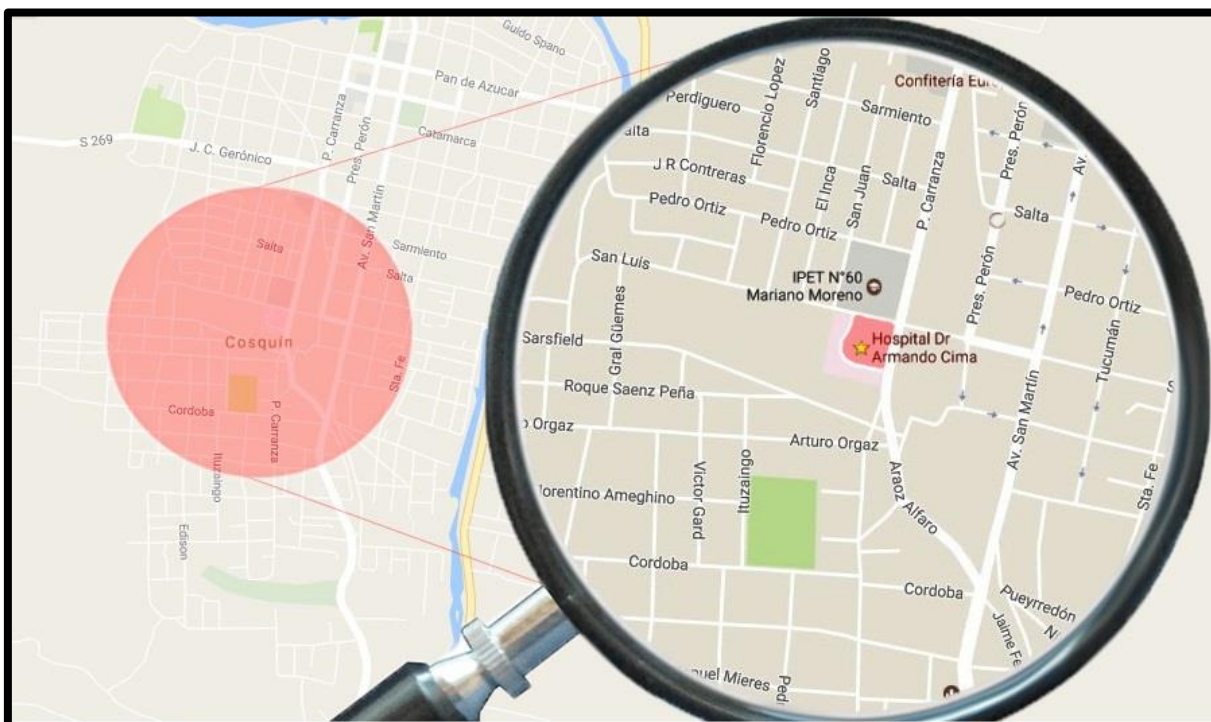 Guido Spano
Pan de Azucar
Catamarca
S 269
J. C. Gerónico
P. Carranza
Pres. Perón
Av. San Martín
Salta
Sarmiento
Salta
Cosquín
Sta. Fe
Cordoba
P. Carranza
Ituzaingo
Edison
Confitería Eur
Santiago
Florencio Lopez
Perdiguero
Sarmiento
Pres. Perón
Av.
alta
J R Contreras
El Inca
San Juan
Salta
P. Carranza
Salta
Pedro Ortiz
Pedro Ortiz
San Luis
IPET N°60
Mariano Moreno
Pres. Perón
Pedro Ortiz
Gral Güemes
Sarsfield
Hospital Dr
Armando Cima
Tucumán
Roque Saenz Peña
Av. San Martín
o Orgaz
Arturo Orgaz
Sta. Fe
Victor Gard
Ituzaingo
Araoz Alfaro
lorentino Ameghino
Cordoba
Cordoba
Pueyrredón
Jaime Fe
N
nuel Mieres
Ped